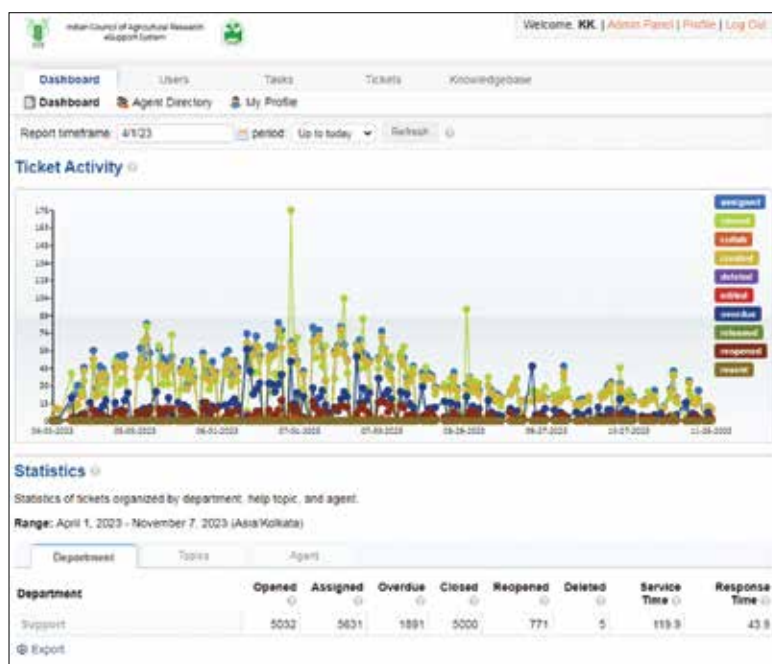 Indian Council of Agricultural Research
eSupport System
Welcome, KK. | Admin Panel | Profile | Log Out
Dashboard Users Tasks Tickets Knowledgebase
Dashboard Agent Directory My Profile
Report timeframe 4/1/23 period Up to today Refresh
Ticket Activity
assigned
closed
collab
created
deleted
edited
overdue
released
reopened
resent
Statistics
Statistics of tickets organized by department, help topic, and agent.
Range: April 1, 2023 - November 7, 2023 (Asia/Kolkata)
Department Topics Agent
Department Opened Assigned Overdue Closed Reopened Deleted Service Time Response Time
Support 5032 5631 1891 5000 771 5 119.9
Export